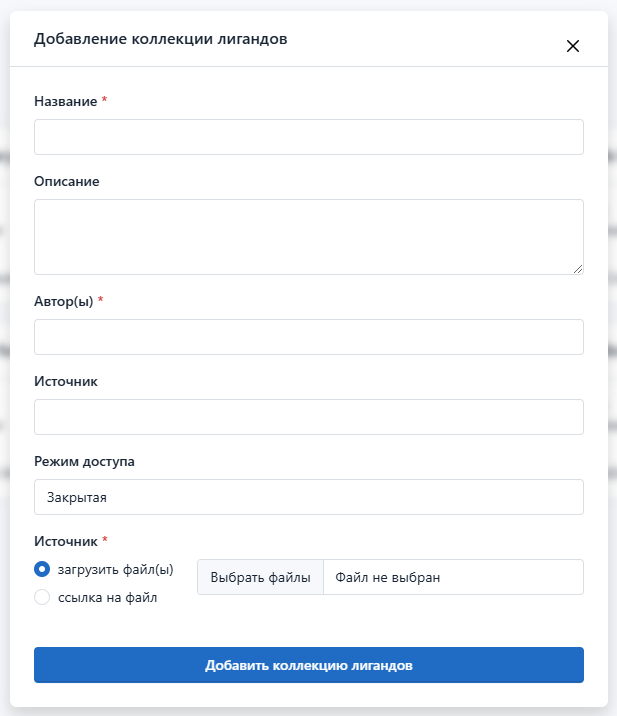 Добавление коллекции лигандов
Название *
Описание
Автор(ы) *
Источник
Режим доступа
Закрытая
Источник *
загрузить файл(ы)
Выбрать файлы Файл не выбран
ссылка на файл
Добавить коллекцию лигандов